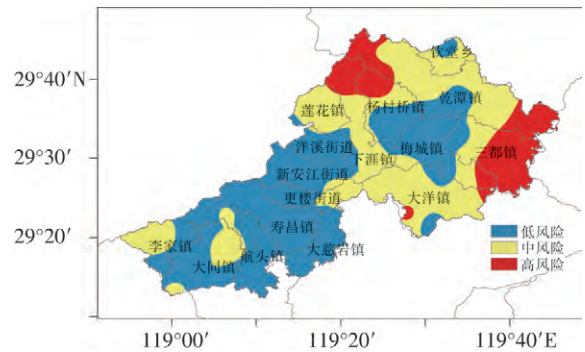 钦堂乡
29°40′N
乾潭镇
莲花镇
杨村桥镇
洋溪街道
梅城镇
29°30′
下涯镇
三都镇
新安江街道
更楼街道
大洋镇
寿昌镇
低风险
29°20′
李家镇
航头镇
大慈岩镇
中风险
大同镇
高风险
119°00′
119°20′
119°40′E